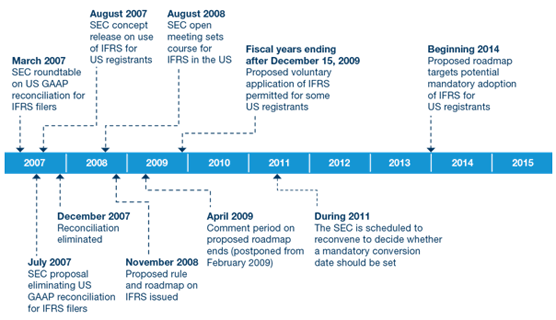 August 2007
SEC concept
release on use
of IFRS for
US registrants
August 2008
SEC open
meeting sets
course for
IFRS in the US
March 2007
SEC roundtable
on US GAAP
reconciliation for
IFRS filers
Fiscal years ending
after December 15, 2009
Proposed voluntary
application of IFRS
permitted for some
US registrants
Beginning 2014
Proposed roadmap
targets potential
mandatory adoption
of IFRS for
US registrants
2007 2008 2009 2010 2011 2012 2013 2014 2015
December 2007
Reconciliation
eliminated
April 2009
Comment period on
proposed roadmap
ends (postponed from
February 2009)
During 2011
The SEC is scheduled to
reconvene to decide whether
a mandatory conversion
date should be set
July 2007
SEC proposal
eliminating US
GAAP reconciliation
for IFRS filers
November 2008
Proposed rule
and roadmap on
IFRS issued